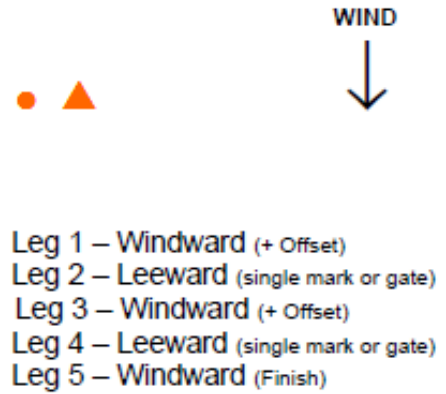 WIND
Leg 1 – Windward (+ Offset)
Leg 2 – Leeward (single mark or gate)
Leg 3 – Windward (+ Offset)
Leg 4 – Leeward (single mark or gate)
Leg 5 – Windward (Finish)